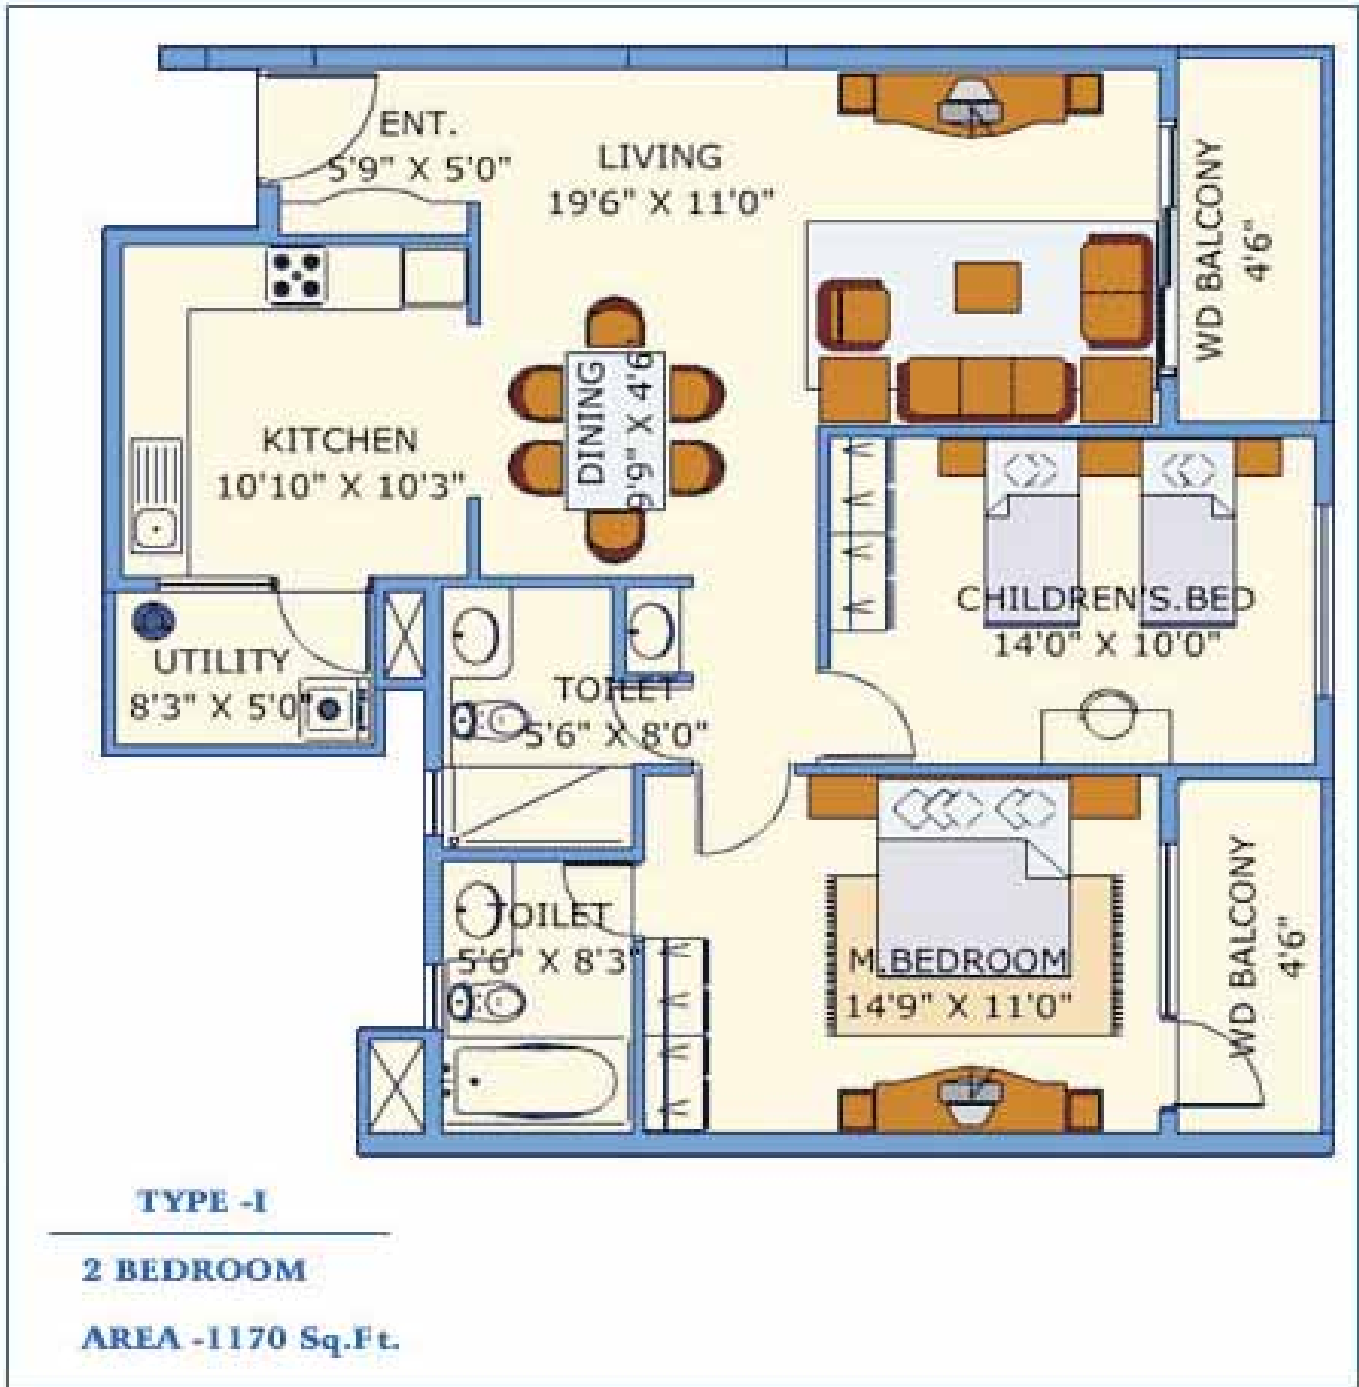 ENT.
5'9" X 5'0"
LIVING
19'6" X 11'0"
WD BALCONY
4'6"
DINING
9'9" X 4'6
KITCHEN
10'10" X 10'3"
CHILDREN'S.BED
14'0" X 10'0"
UTILITY
8'3" X 5'0"
TOILET
5'6" X 8'0"
TOILET
5'6" X 8'3"
M.BEDROOM
14'9" X 11'0"
WD BALCONY
4'6"
TYPE -I
2 BEDROOM
AREA -1170 Sq.Ft.